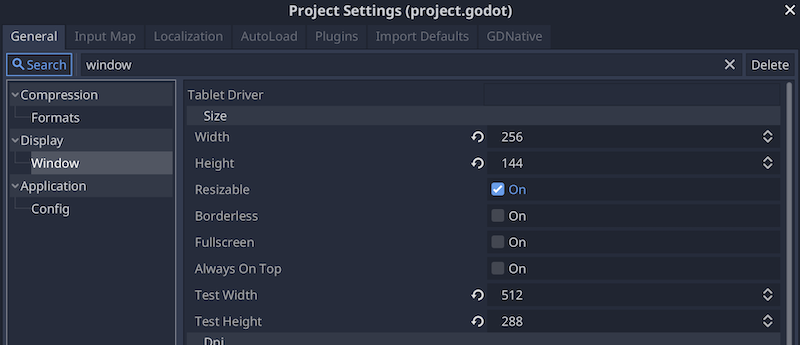 Project Settings (project.godot)
General Input Map Localization AutoLoad Plugins Import Defaults GDNative
Search window Delete
Compression
Formats
Display
Window
Application
Config
Tablet Driver
Size
Width 256
Height 144
Resizable On
Borderless On
Fullscreen On
Always On Top On
Test Width 512
Test Height 288
Dpi